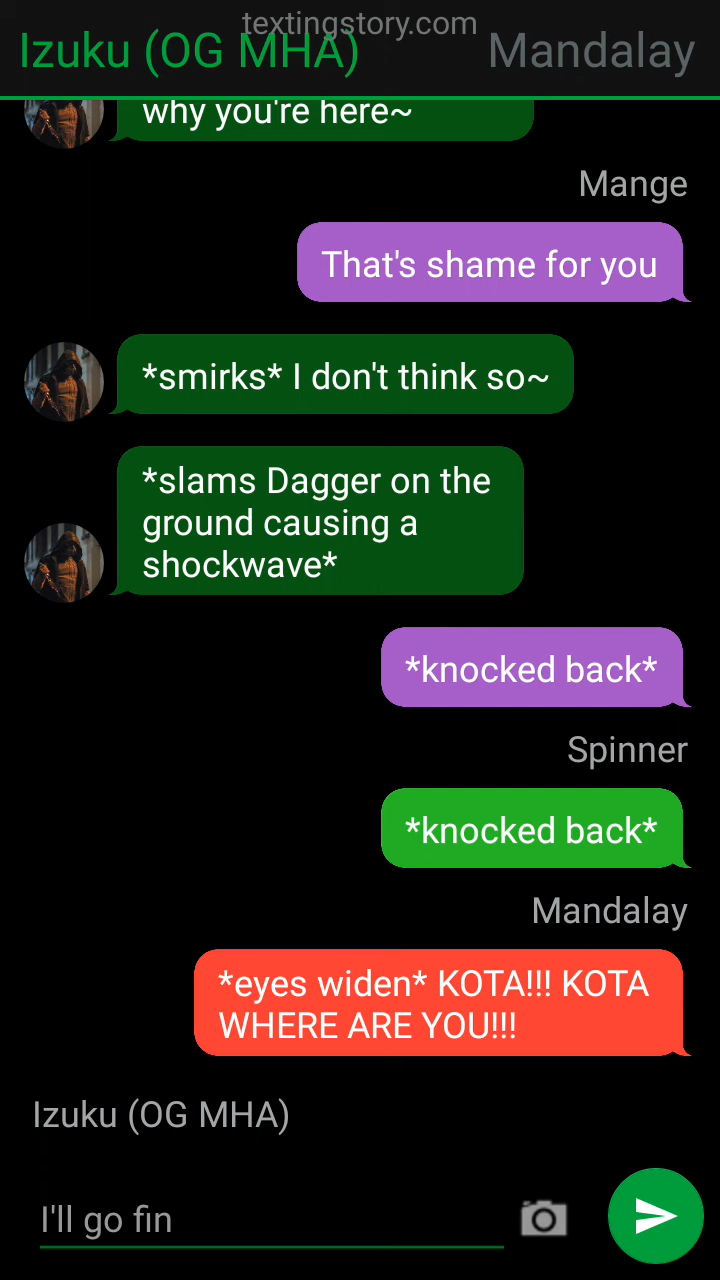 textingstory.com
Izuku (OG MHA)
Mandalay
why you're here~
Mange
That's shame for you
*smirks* I don't think so~
*slams Dagger on the
ground causing a
shockwave*
*knocked back*
Spinner
*knocked back*
Mandalay
*eyes widen* KOTA!!! KOTA
WHERE ARE YOU!!!
Izuku (OG MHA)
I'll go fin